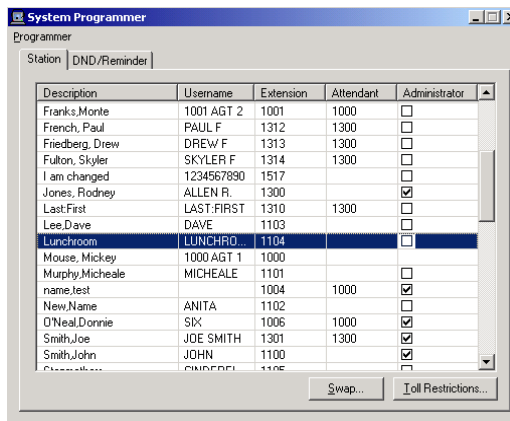 System Programmer
Programmer
Station DND/Reminder
Description Username Extension Attendant Administrator
Franks,Monte 1001 AGT 2 1001 1000
French, Paul PAUL F 1312 1300
Friedberg, Drew DREW F 1313 1300
Fulton, Skyler SKYLER F 1314 1300
I am changed 1234567890 1517
Jones, Rodney ALLEN R. 1300
Last:First LAST:FIRST 1310 1300
Lee,Dave DAVE 1103
Lunchroom LUNCHRO... 1104
Mouse, Mickey 1000 AGT 1 1000
Murphy,Micheale MICHEALE 1101
name,test 1004 1000
New,Name ANITA 1102
O'Neal,Donnie SIX 1006 1000
Smith,Joe JOE SMITH 1301 1300
Smith,John JOHN 1100
Swap... Toll Restrictions...